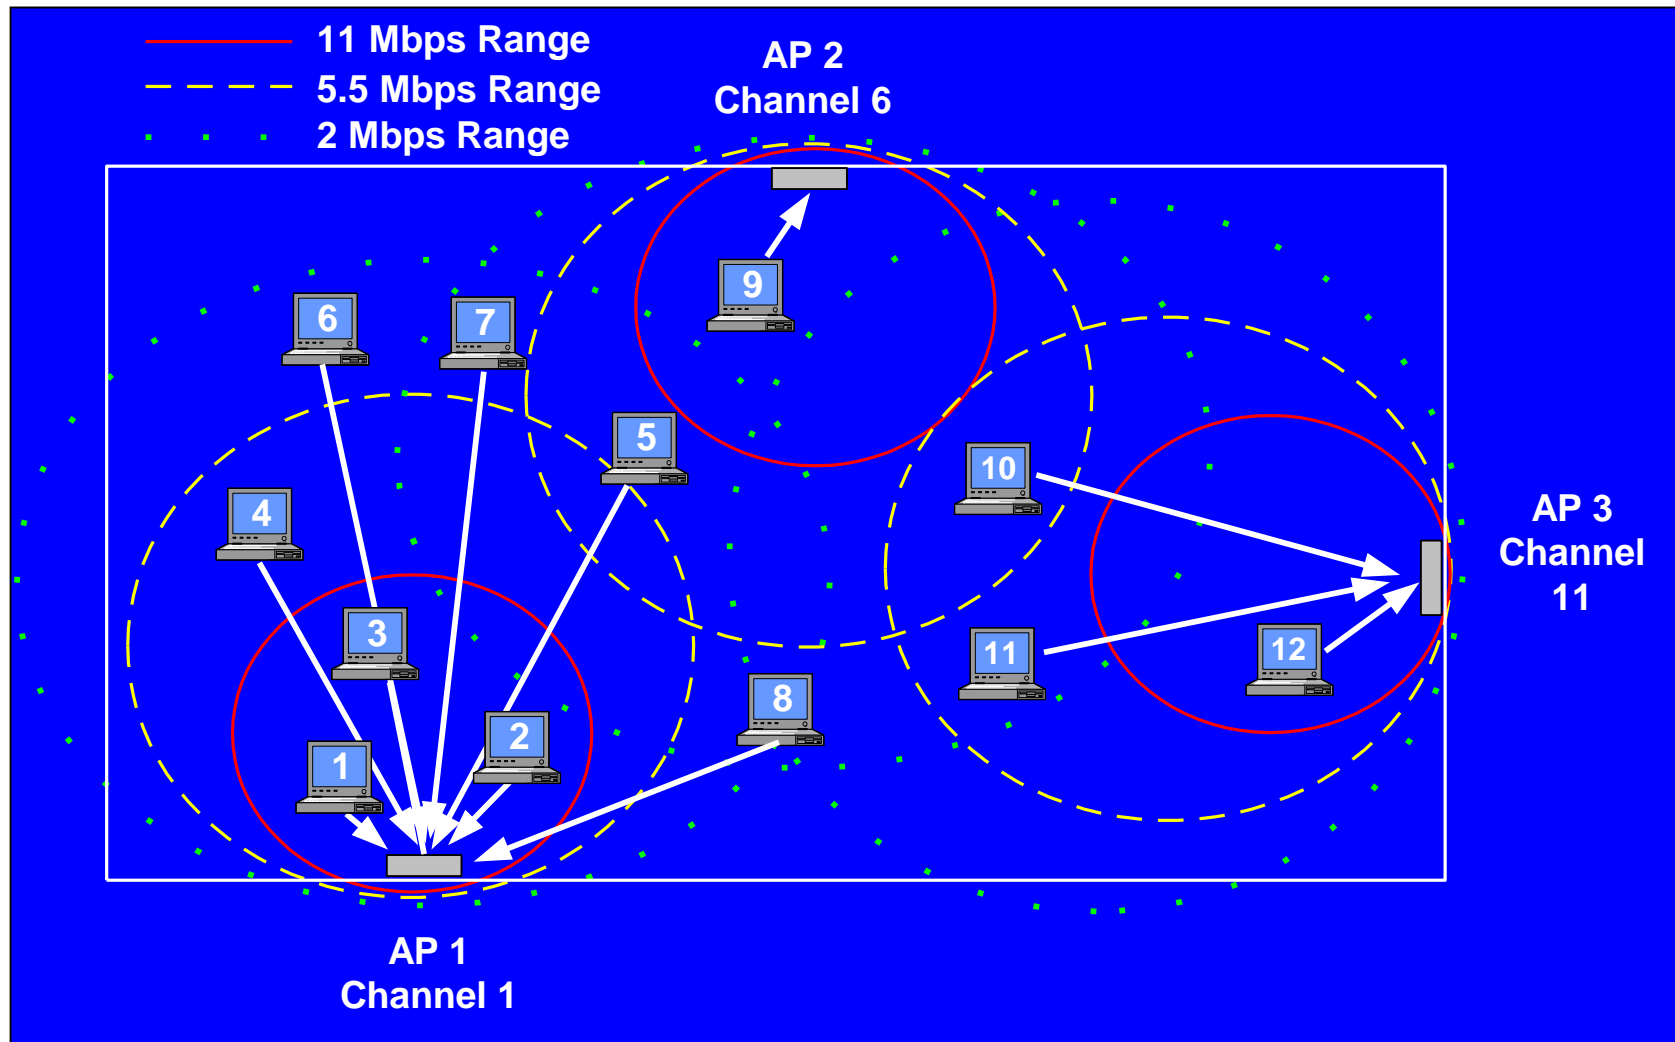 11 Mbps Range
5.5 Mbps Range
2 Mbps Range
AP 2
Channel 6
9
6
7
5
10
4
AP 3
Channel
11
3
11
12
8
2
1
AP 1
Channel 1